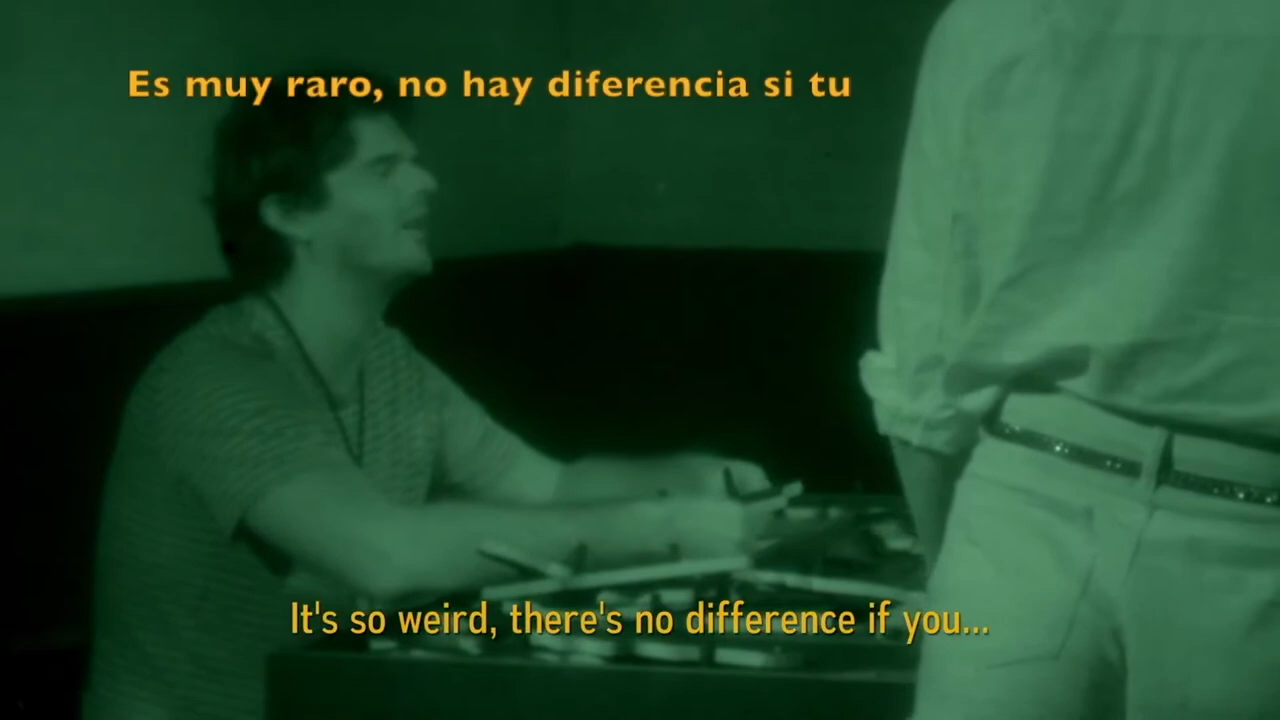 Es muy raro, no hay diferencia si tu
It's so weird, there's no difference if you...